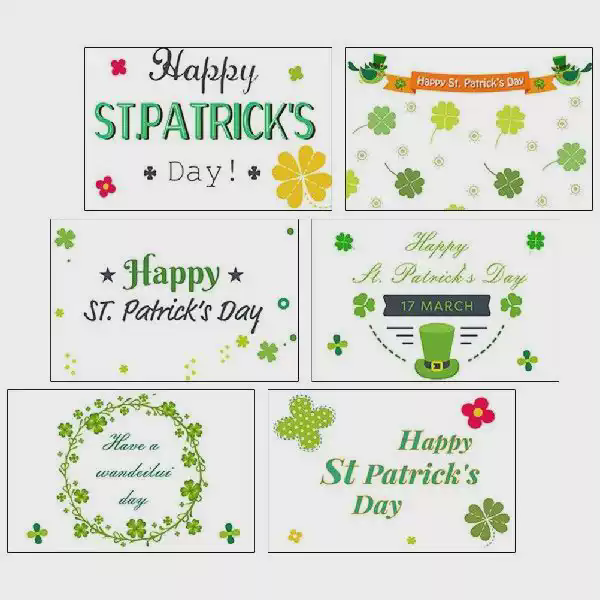 Happy
ST.PATRICK'S
Day!
Happy St. Patrick's Day
Happy
ST. Patrick's Day
Happy
St. Patrick's Day
17 MARCH
Have a
wandeilui
day
Happy
St Patrick's
Day